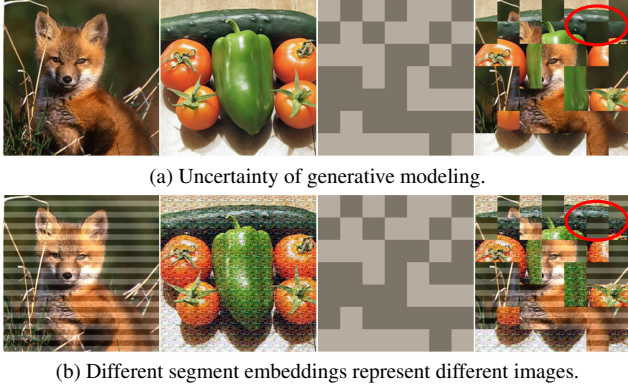 (a) Uncertainty of generative modeling.
(b) Different segment embeddings represent different images.